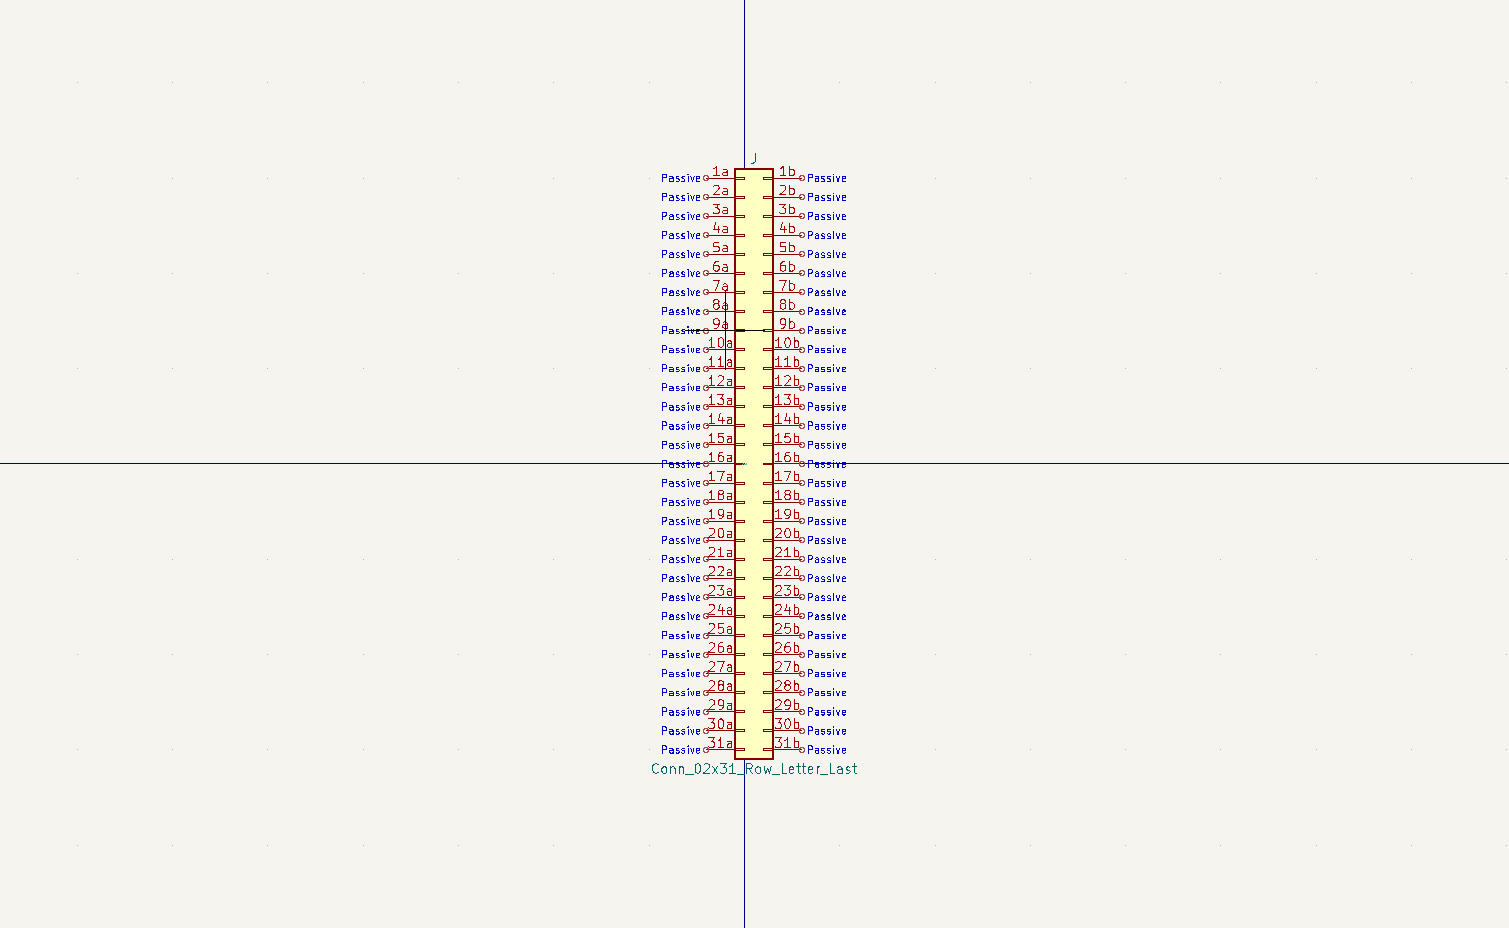 J
Passive 1a 1b Passive
Passive 2a 2b Passive
Passive 3a 3b Passive
Passive 4a 4b Passive
Passive 5a 5b Passive
Passive 6a 6b Passive
Passive 7a 7b Passive
Passive 8a 8b Passive
Passive 9a 9b Passive
Passive 10a 10b Passive
Passive 11a 11b Passive
Passive 12a 12b Passive
Passive 13a 13b Passive
Passive 14a 14b Passive
Passive 15a 15b Passive
Passive 16a 16b Passive
Passive 17a 17b Passive
Passive 18a 18b Passive
Passive 19a 19b Passive
Passive 20a 20b Passive
Passive 21a 21b Passive
Passive 22a 22b Passive
Passive 23a 23b Passive
Passive 24a 24b Passive
Passive 25a 25b Passive
Passive 26a 26b Passive
Passive 27a 27b Passive
Passive 28a 28b Passive
Passive 29a 29b Passive
Passive 30a 30b Passive
Passive 31a 31b Passive
Conn_02x31_Row_Letter_Last